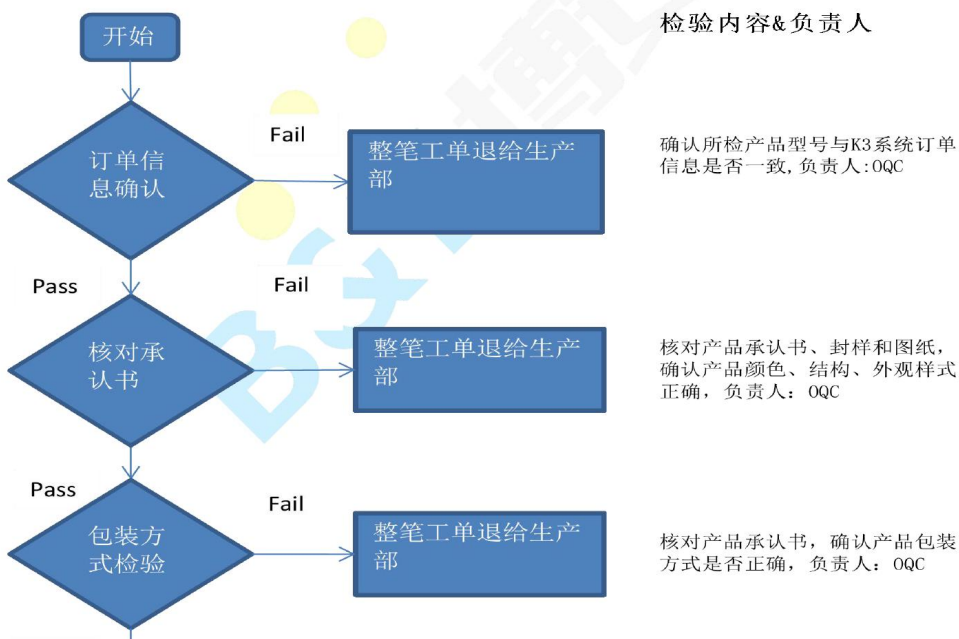 开始
检验内容&负责人
订单信
息确认
Fail
整笔工单退给生产
部
确认所检产品型号与K3系统订单
信息是否一致,负责人:OQC
Pass
Fail
核对承
认书
整笔工单退给生产
部
核对产品承认书、封样和图纸，
确认产品颜色、结构、外观样式
正确，负责人：OQC
Pass
Fail
包装方
式检验
整笔工单退给生产
部
核对产品承认书，确认产品包装
方式是否正确，负责人：OQC